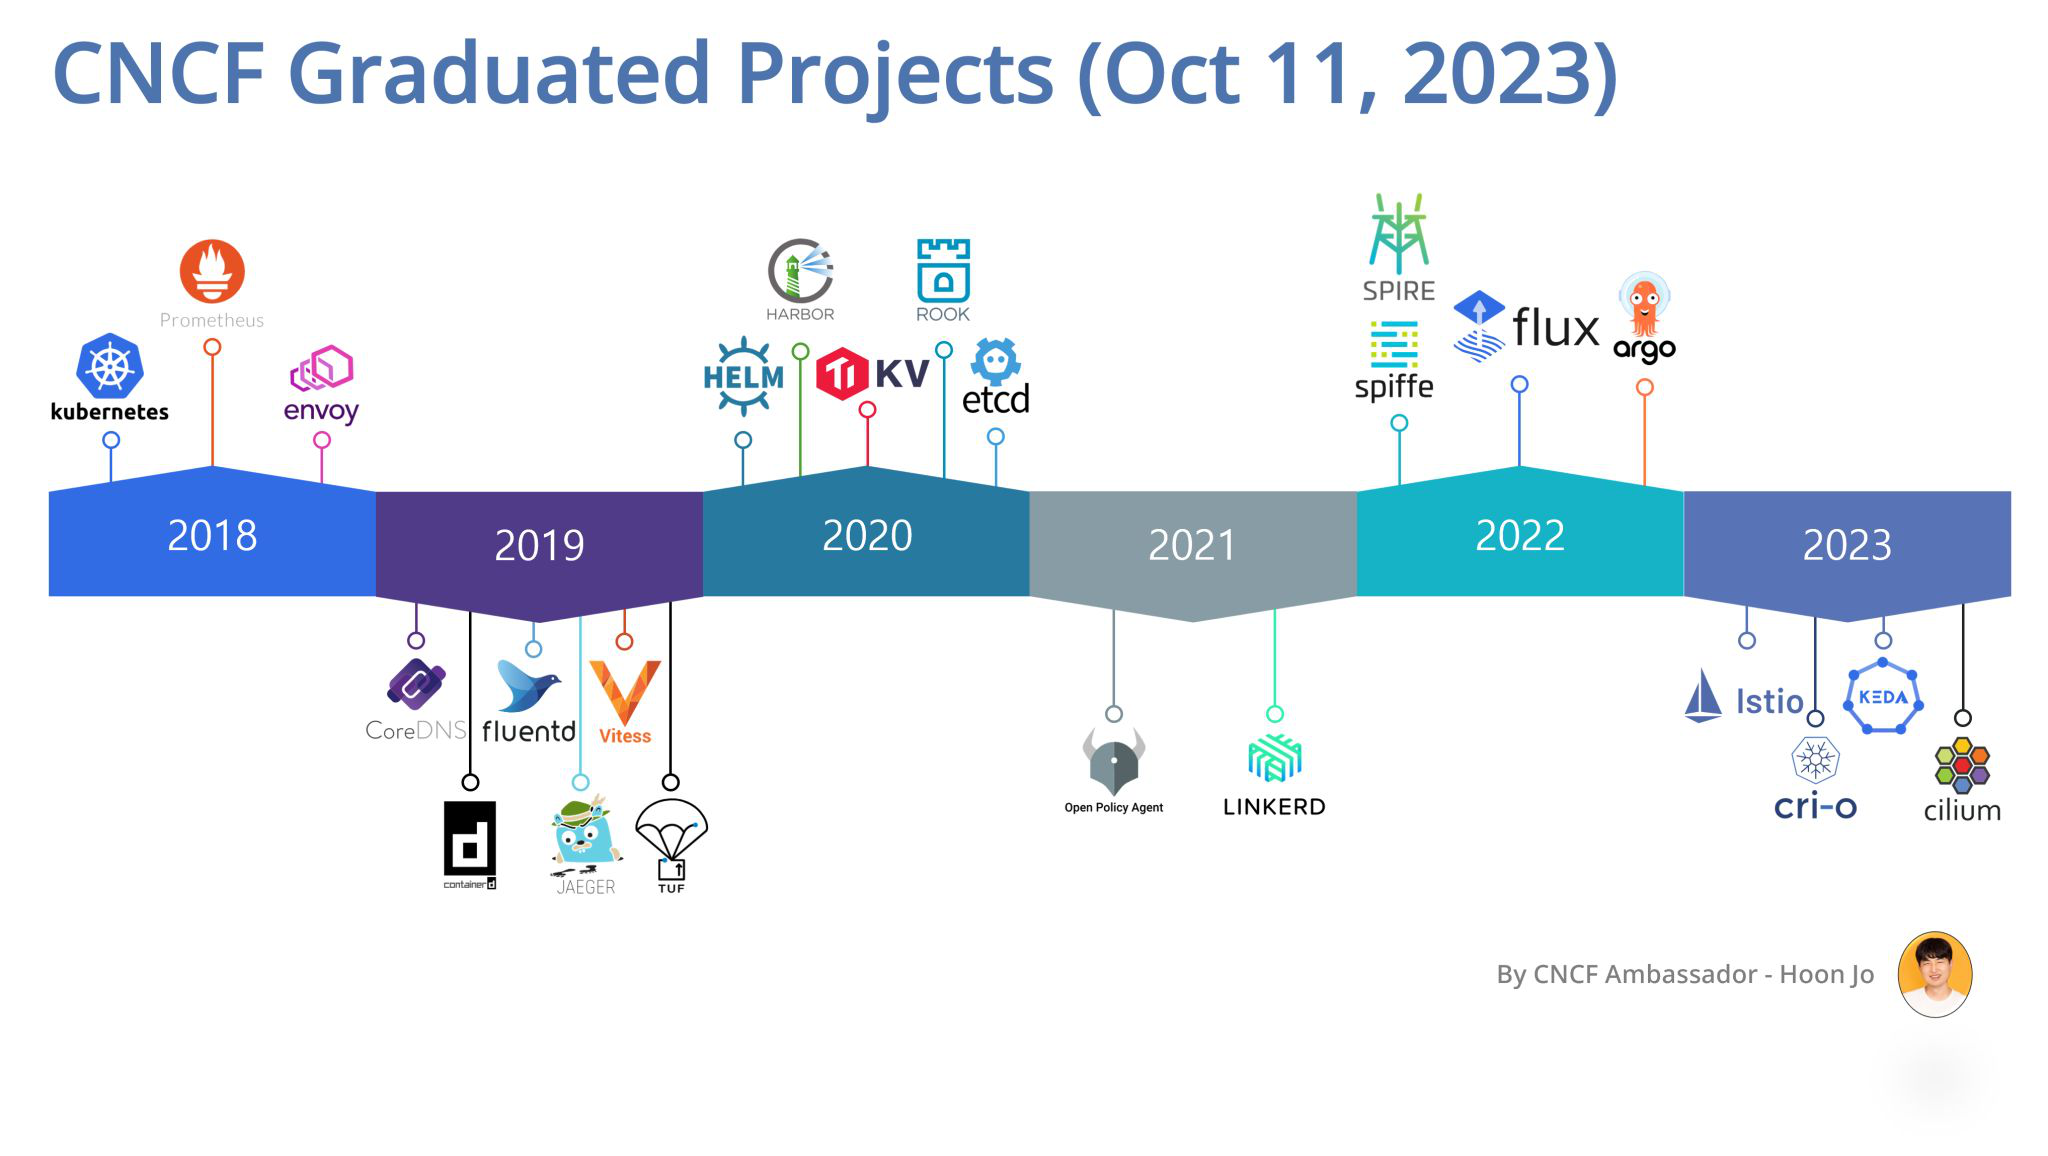 CNCF Graduated Projects (Oct 11, 2023)
kubernetes
Prometheus
envoy
HELM
HARBOR
TI KV
ROOK
etcd
SPIRE
spiffe
flux
argo
2018
2019
2020
2021
2022
2023
CoreDNS
d
containerd
fluentd
JAEGER
Vitess
TUF
Open Policy Agent
LINKERD
Istio
cri-o
KEDA
cilium
By CNCF Ambassador - Hoon Jo